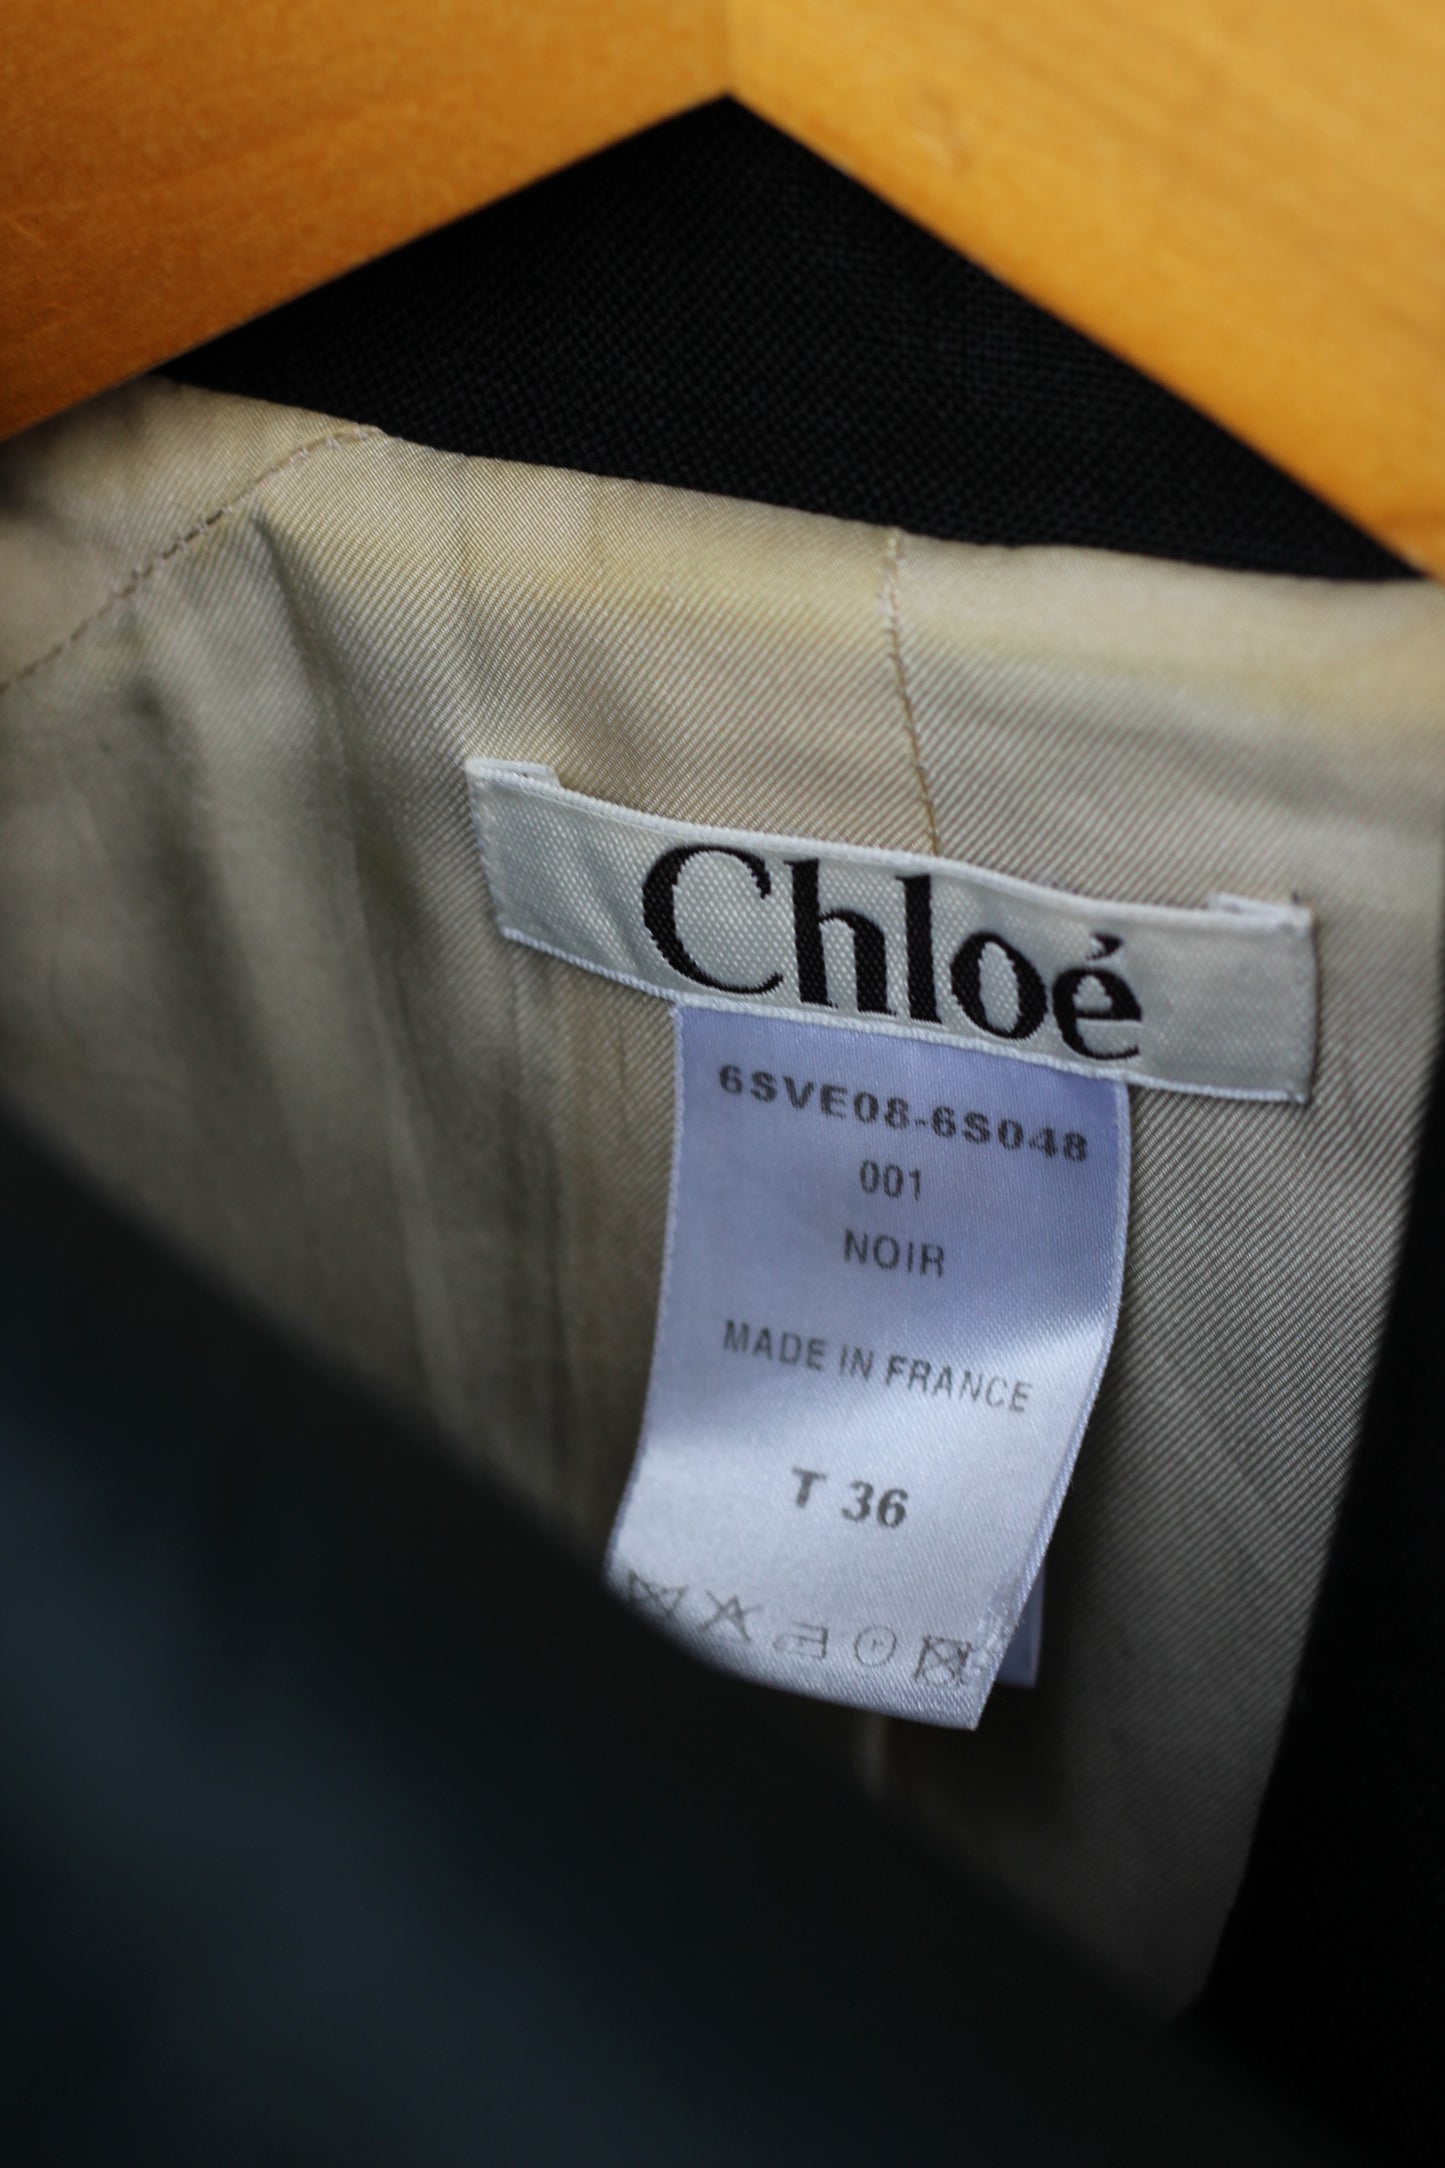 Chloé
6SVE08-6S048
001
NOIR
MADE IN FRANCE
T 36